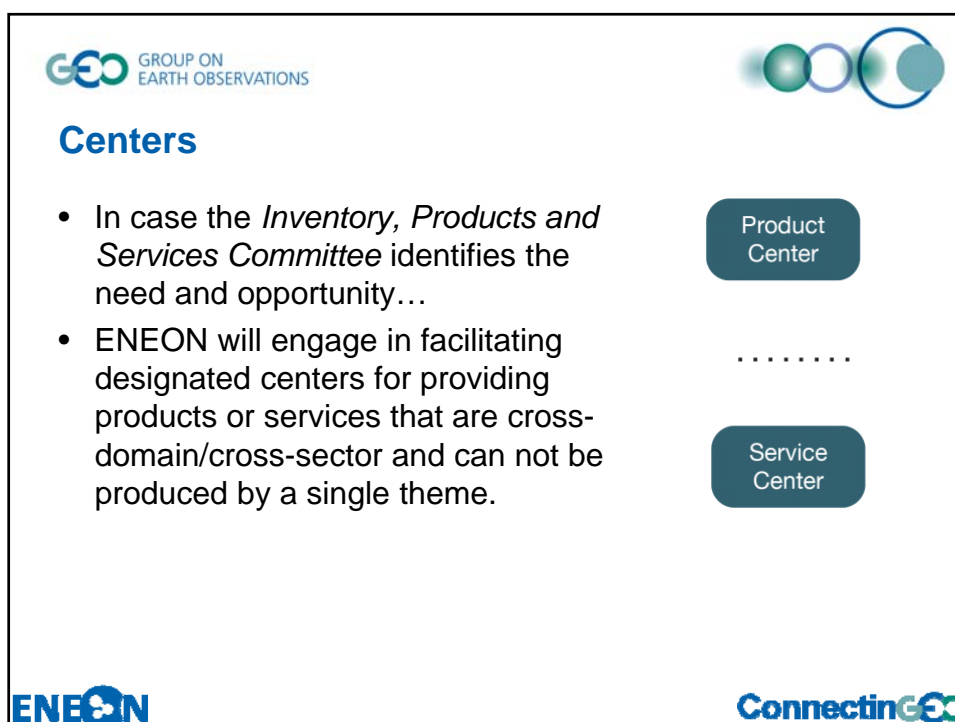 GEO GROUP ON
EARTH OBSERVATIONS
Centers
• In case the Inventory, Products and
Services Committee identifies the
need and opportunity…
• ENEON will engage in facilitating
designated centers for providing
products or services that are cross-
domain/cross-sector and can not be
produced by a single theme.
Product
Center
........
Service
Center
ENEON
ConnectinGEO